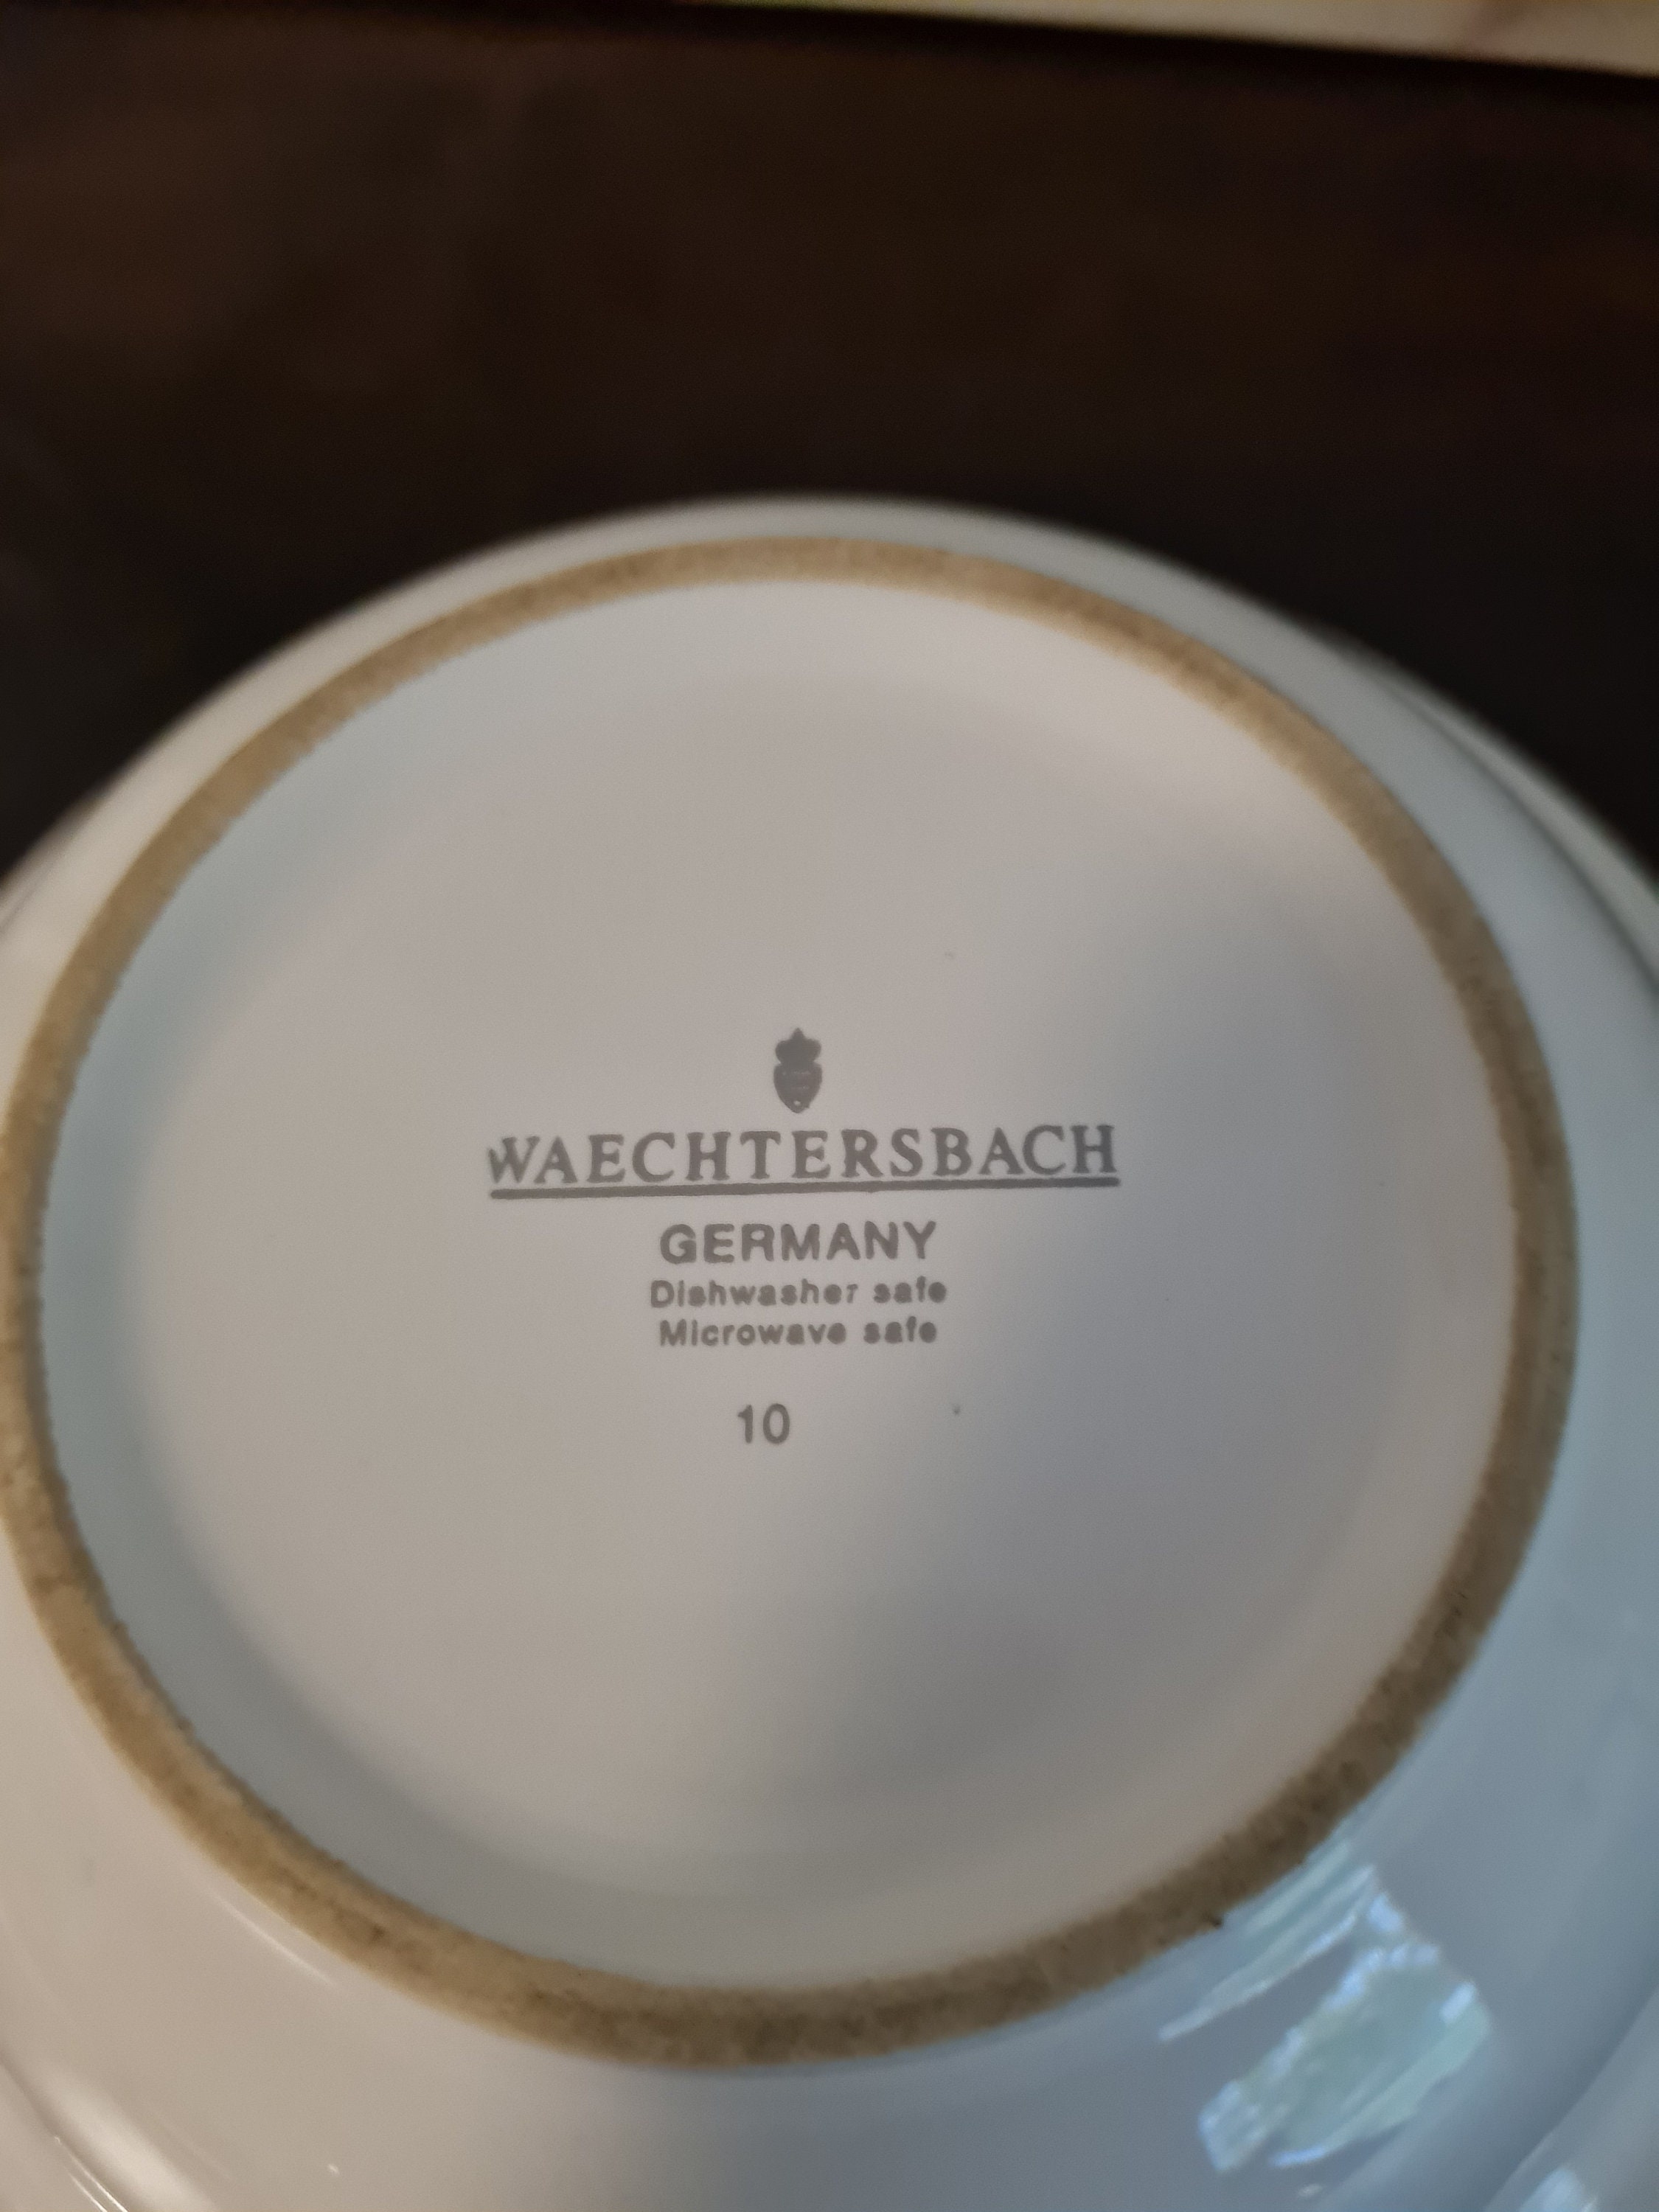 WAECHTERSBACH
GERMANY
Dishwasher safe
Microwave safe
10